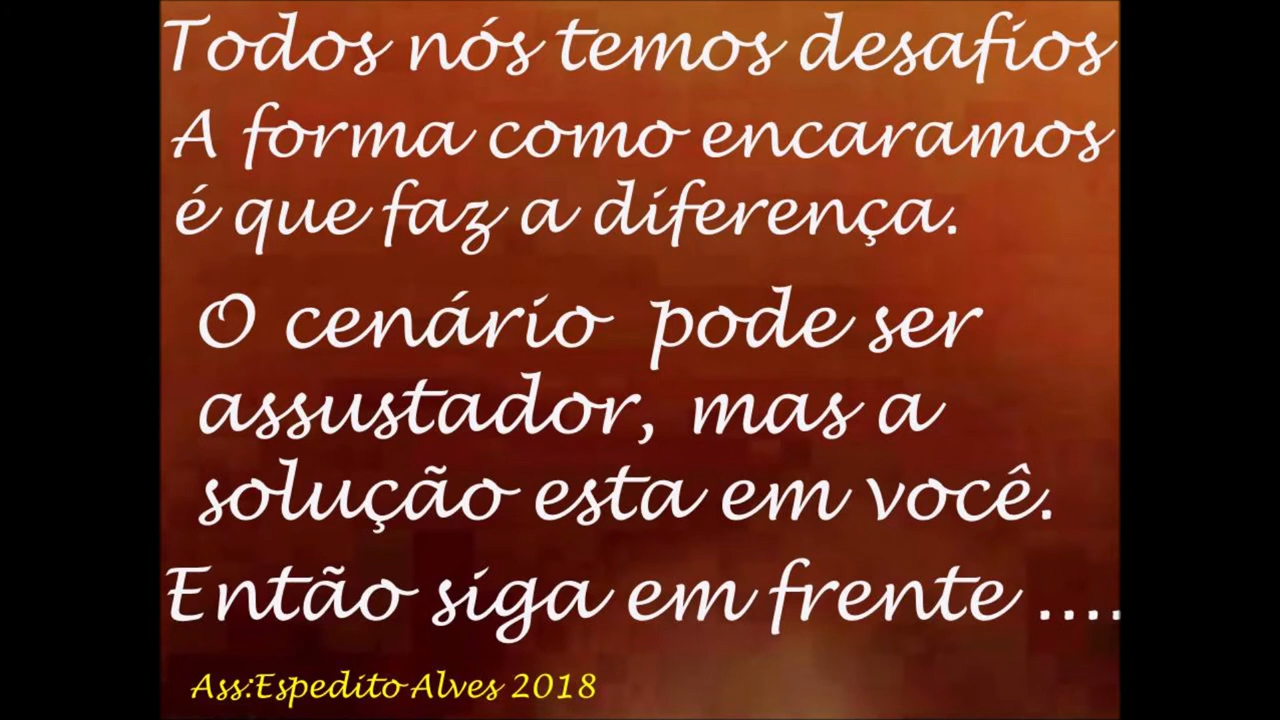 Todos nós temos desafios
A forma como encaramos
é que faz a diferença.
O cenário pode ser
assustador, mas a
solução esta em você.
Então siga em frente ....
Ass:Espedito Alves 2018